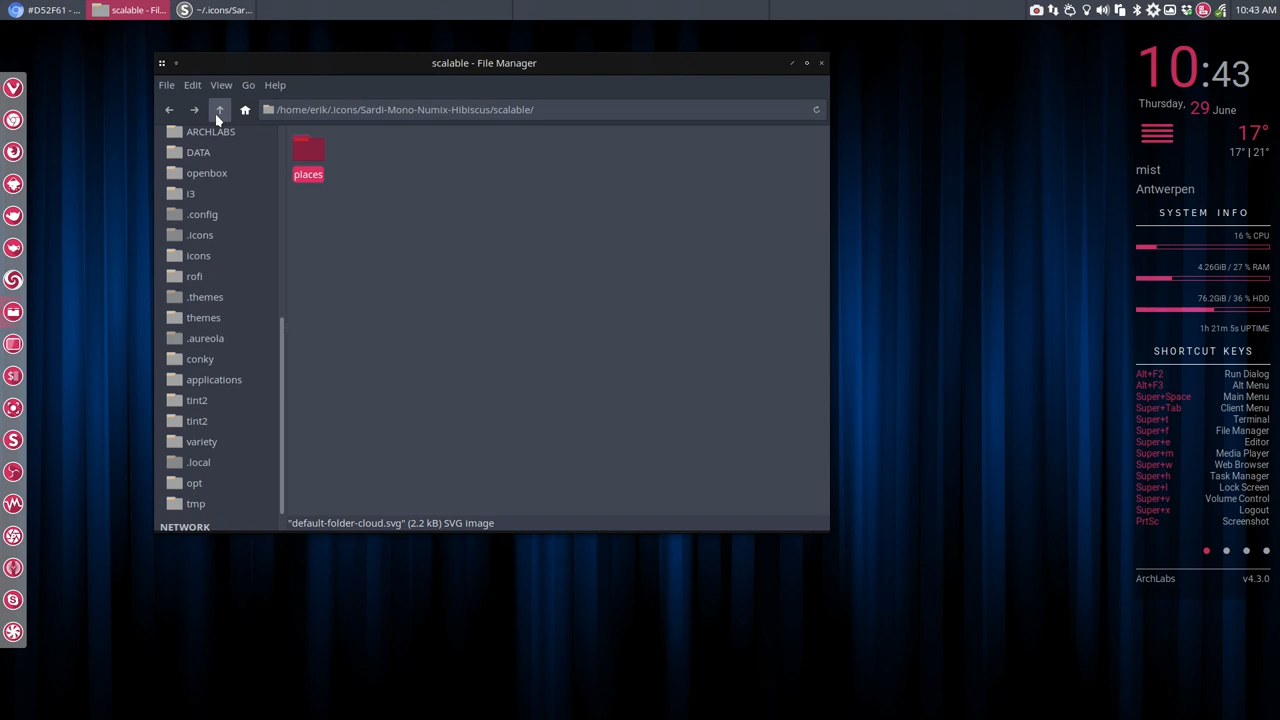 #D52F61 - ...
scalable - Fil...
~/.icons/Sar...
10:43 AM
scalable - File Manager
File Edit View Go Help
/home/erik/.icons/Sardi-Mono-Numix-Hibiscus/scalable/
ARCHLABS
DATA
openbox
i3
.config
.icons
icons
rofi
.themes
themes
.aureola
conky
applications
tint2
tint2
variety
.local
opt
tmp
NETWORK
places
"default-folder-cloud.svg" (2.2 kB) SVG image
10:43
Thursday, 29 June
17°
17° | 21°
mist
Antwerpen
SYSTEM INFO
16 % CPU
4.26GiB / 27 % RAM
76.2GiB / 36 % HDD
1h 21m 5s UPTIME
SHORTCUT KEYS
Alt+F2 Run Dialog
Alt+F3 Alt Menu
Super+Space Main Menu
Super+Tab Client Menu
Super+t Terminal
Super+f File Manager
Super+e Editor
Super+m Media Player
Super+w Web Browser
Super+h Task Manager
Super+l Lock Screen
Super+v Volume Control
Super+x Logout
PrtSc Screenshot
ArchLabs v4.3.0